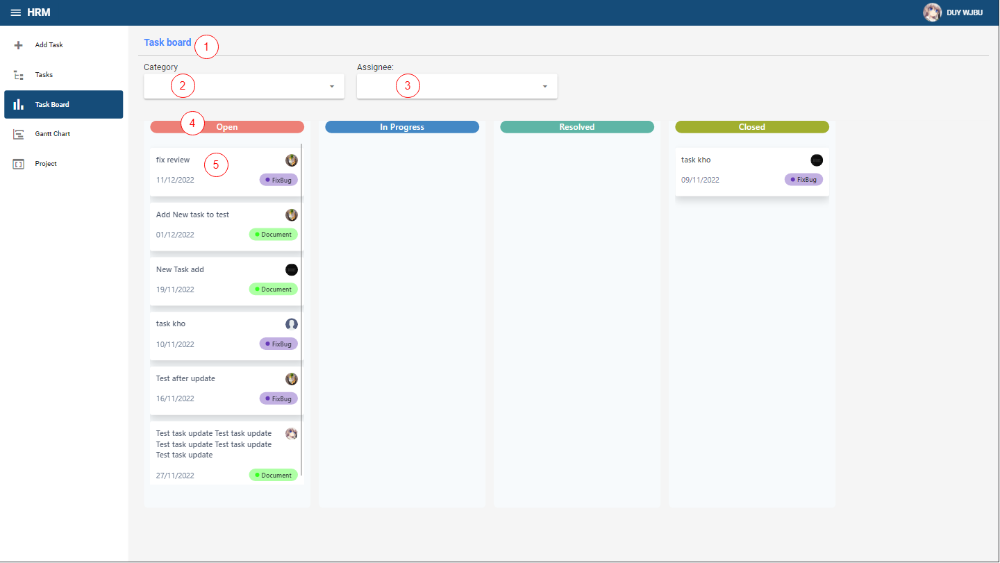 HRM
DUY WJBU
Add Task
Tasks
Task Board
Gantt Chart
Project
Task board
1
Category
Assignee:
2
3
4
Open
In Progress
Resolved
Closed
fix review
5
11/12/2022
FixBug
Add New task to test
01/12/2022
Document
New Task add
19/11/2022
Document
task kho
10/11/2022
FixBug
Test after update
16/11/2022
FixBug
Test task update Test task update
Test task update Test task update
Test task update
27/11/2022
Document
task kho
09/11/2022
FixBug